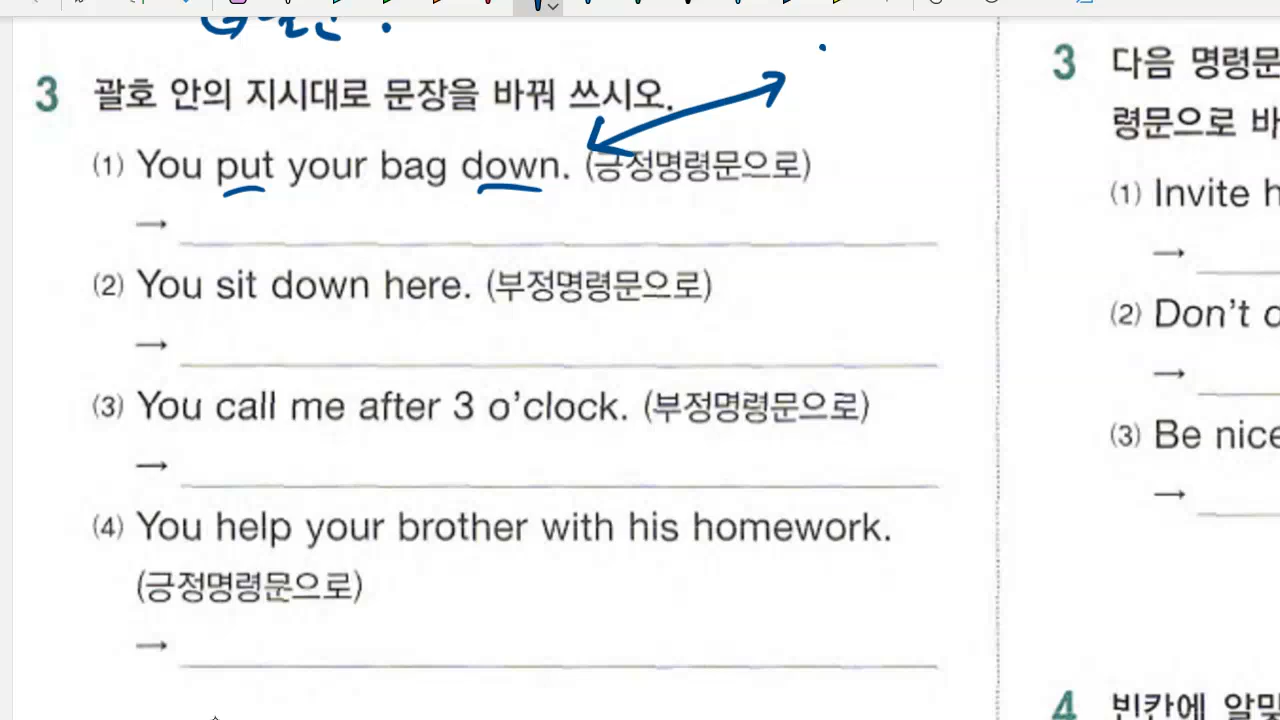 3 괄호 안의 지시대로 문장을 바꿔 쓰시오.
(1) You put your bag down. (긍정명령문으로)
→
(2) You sit down here. (부정명령문으로)
→
(3) You call me after 3 o'clock. (부정명령문으로)
→
(4) You help your brother with his homework.
(긍정명령문으로)
→
3 다음 명령문
령문으로 바
(1) Invite h
→
(2) Don't
→
(3) Be nice
→
4 빈칸에